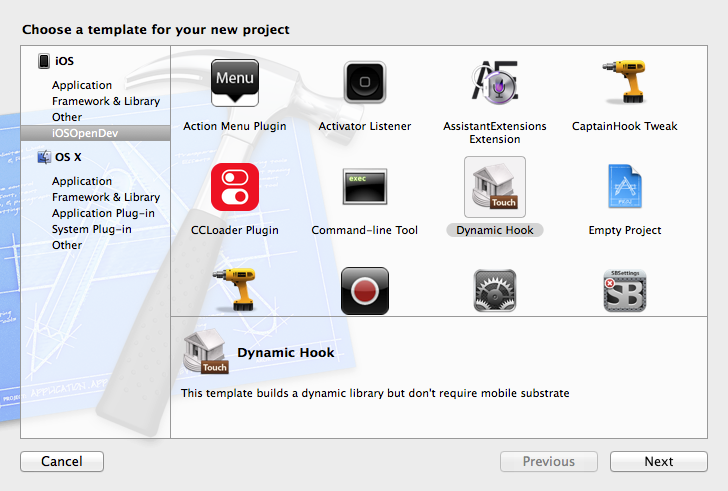 Choose a template for your new project
iOS
Application
Framework & Library
Other
iOSOpenDev
OS X
Application
Framework & Library
Application Plug-in
System Plug-in
Other
Menu
Action Menu Plugin
Activator Listener
AE
AssistantExtensions
Extension
CaptainHook Tweak
CCLoader Plugin
exec
Command-line Tool
Touch
Dynamic Hook
PROJ
Empty Project
SBSettings
SB
Touch
Dynamic Hook
This template builds a dynamic library but don't require mobile substrate
Cancel
Previous
Next